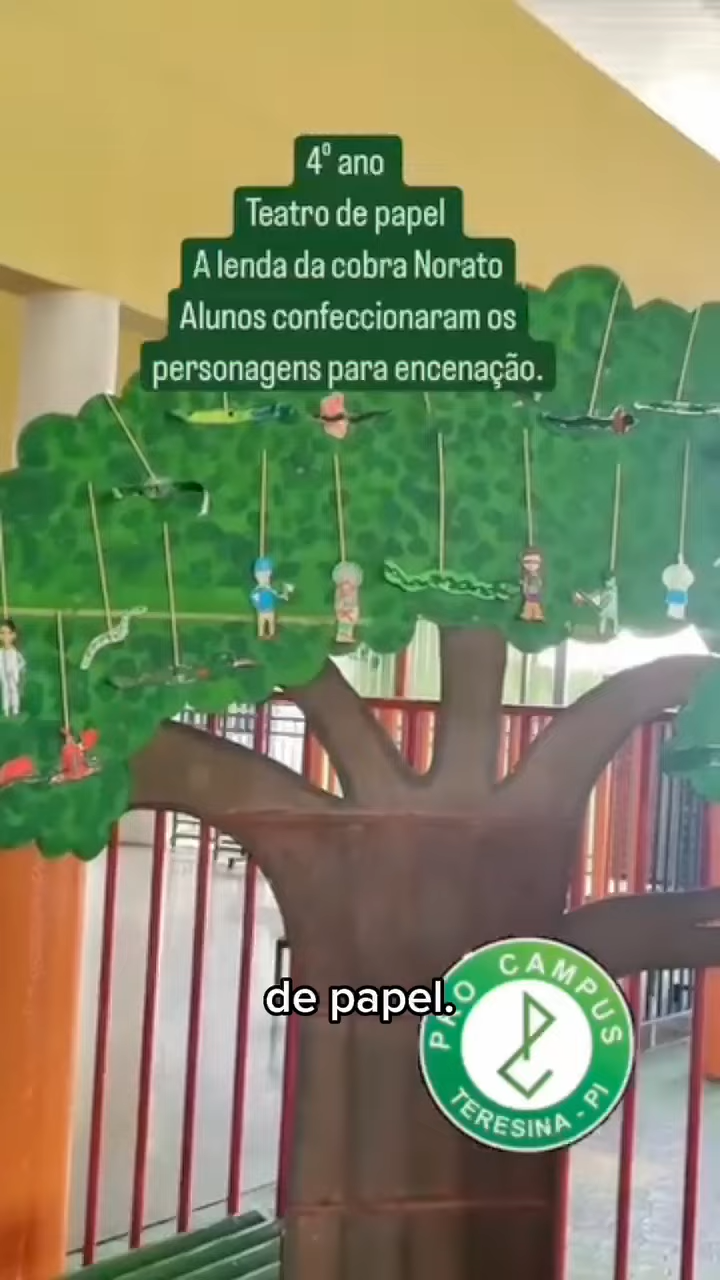 4º ano
Teatro de papel
A lenda da cobra Norato
Alunos confeccionaram os
personagens para encenação.
de papel.
PRO CAMPUS
TERESINA - PI